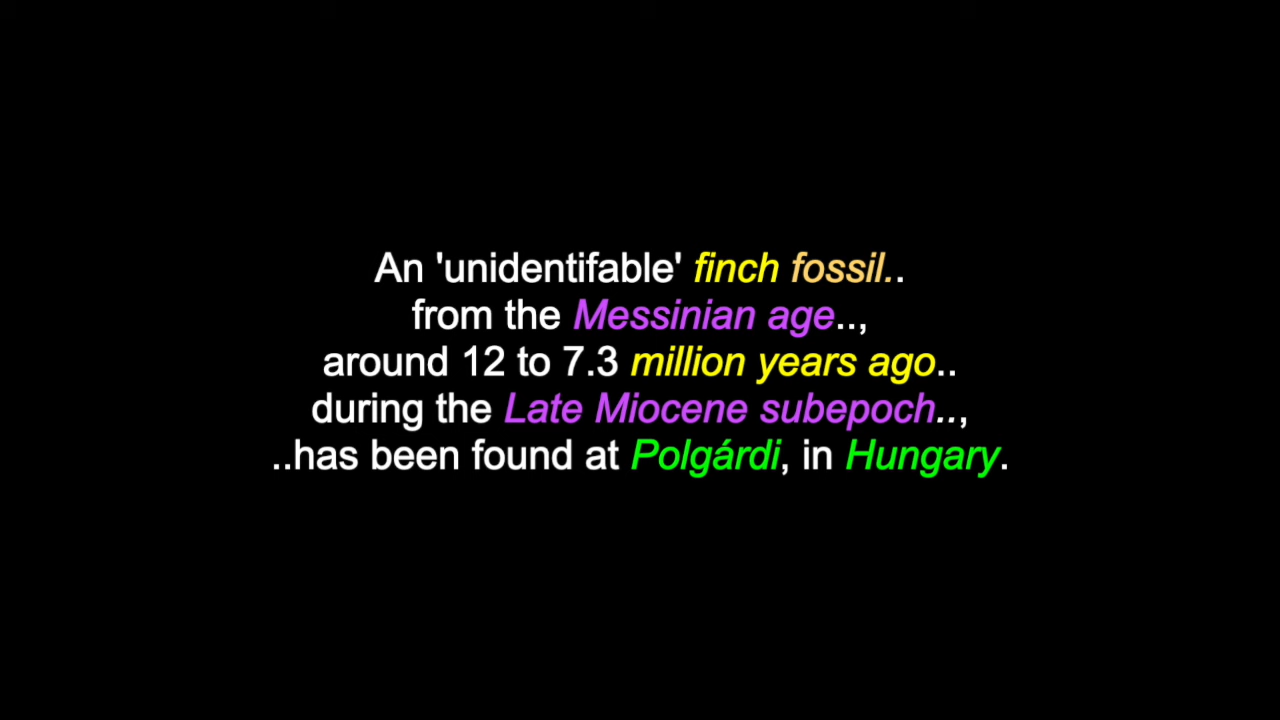 An 'unidentifable' finch fossil..
from the Messinian age..,
around 12 to 7.3 million years ago..
during the Late Miocene subepoch..,
..has been found at Polgárdi, in Hungary.